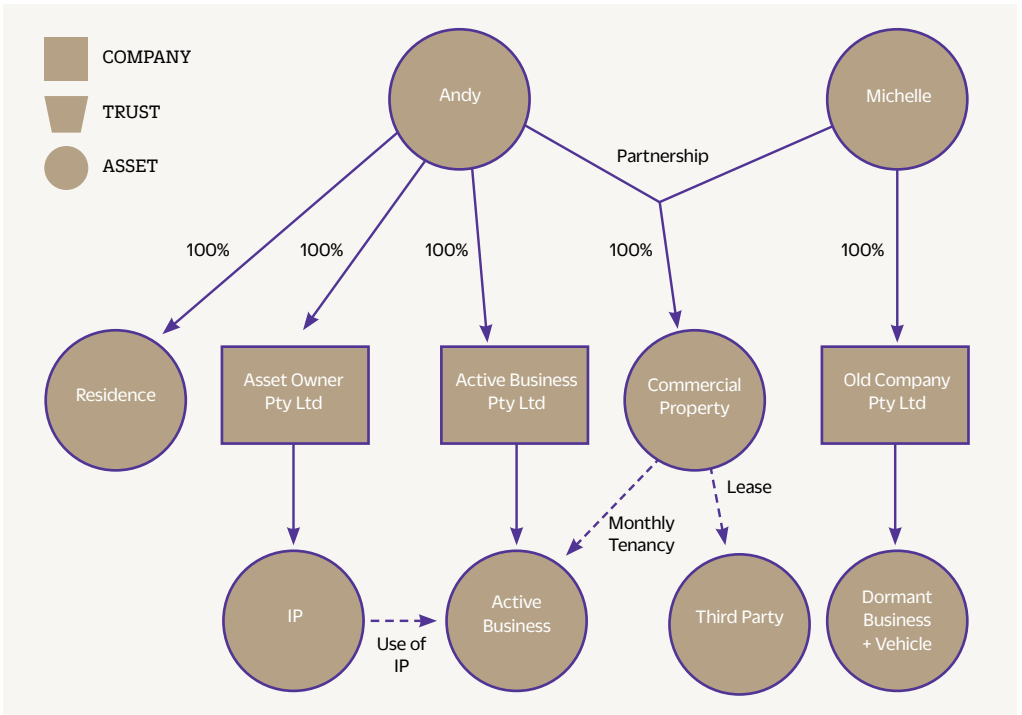 COMPANY
TRUST
ASSET
Andy
Michelle
Partnership
100%
100%
100%
100%
100%
Residence
Asset Owner
Pty Ltd
Active Business
Pty Ltd
Commercial
Property
Old Company
Pty Ltd
Lease
Monthly
Tenancy
IP
Use of
IP
Active
Business
Third Party
Dormant
Business
+ Vehicle